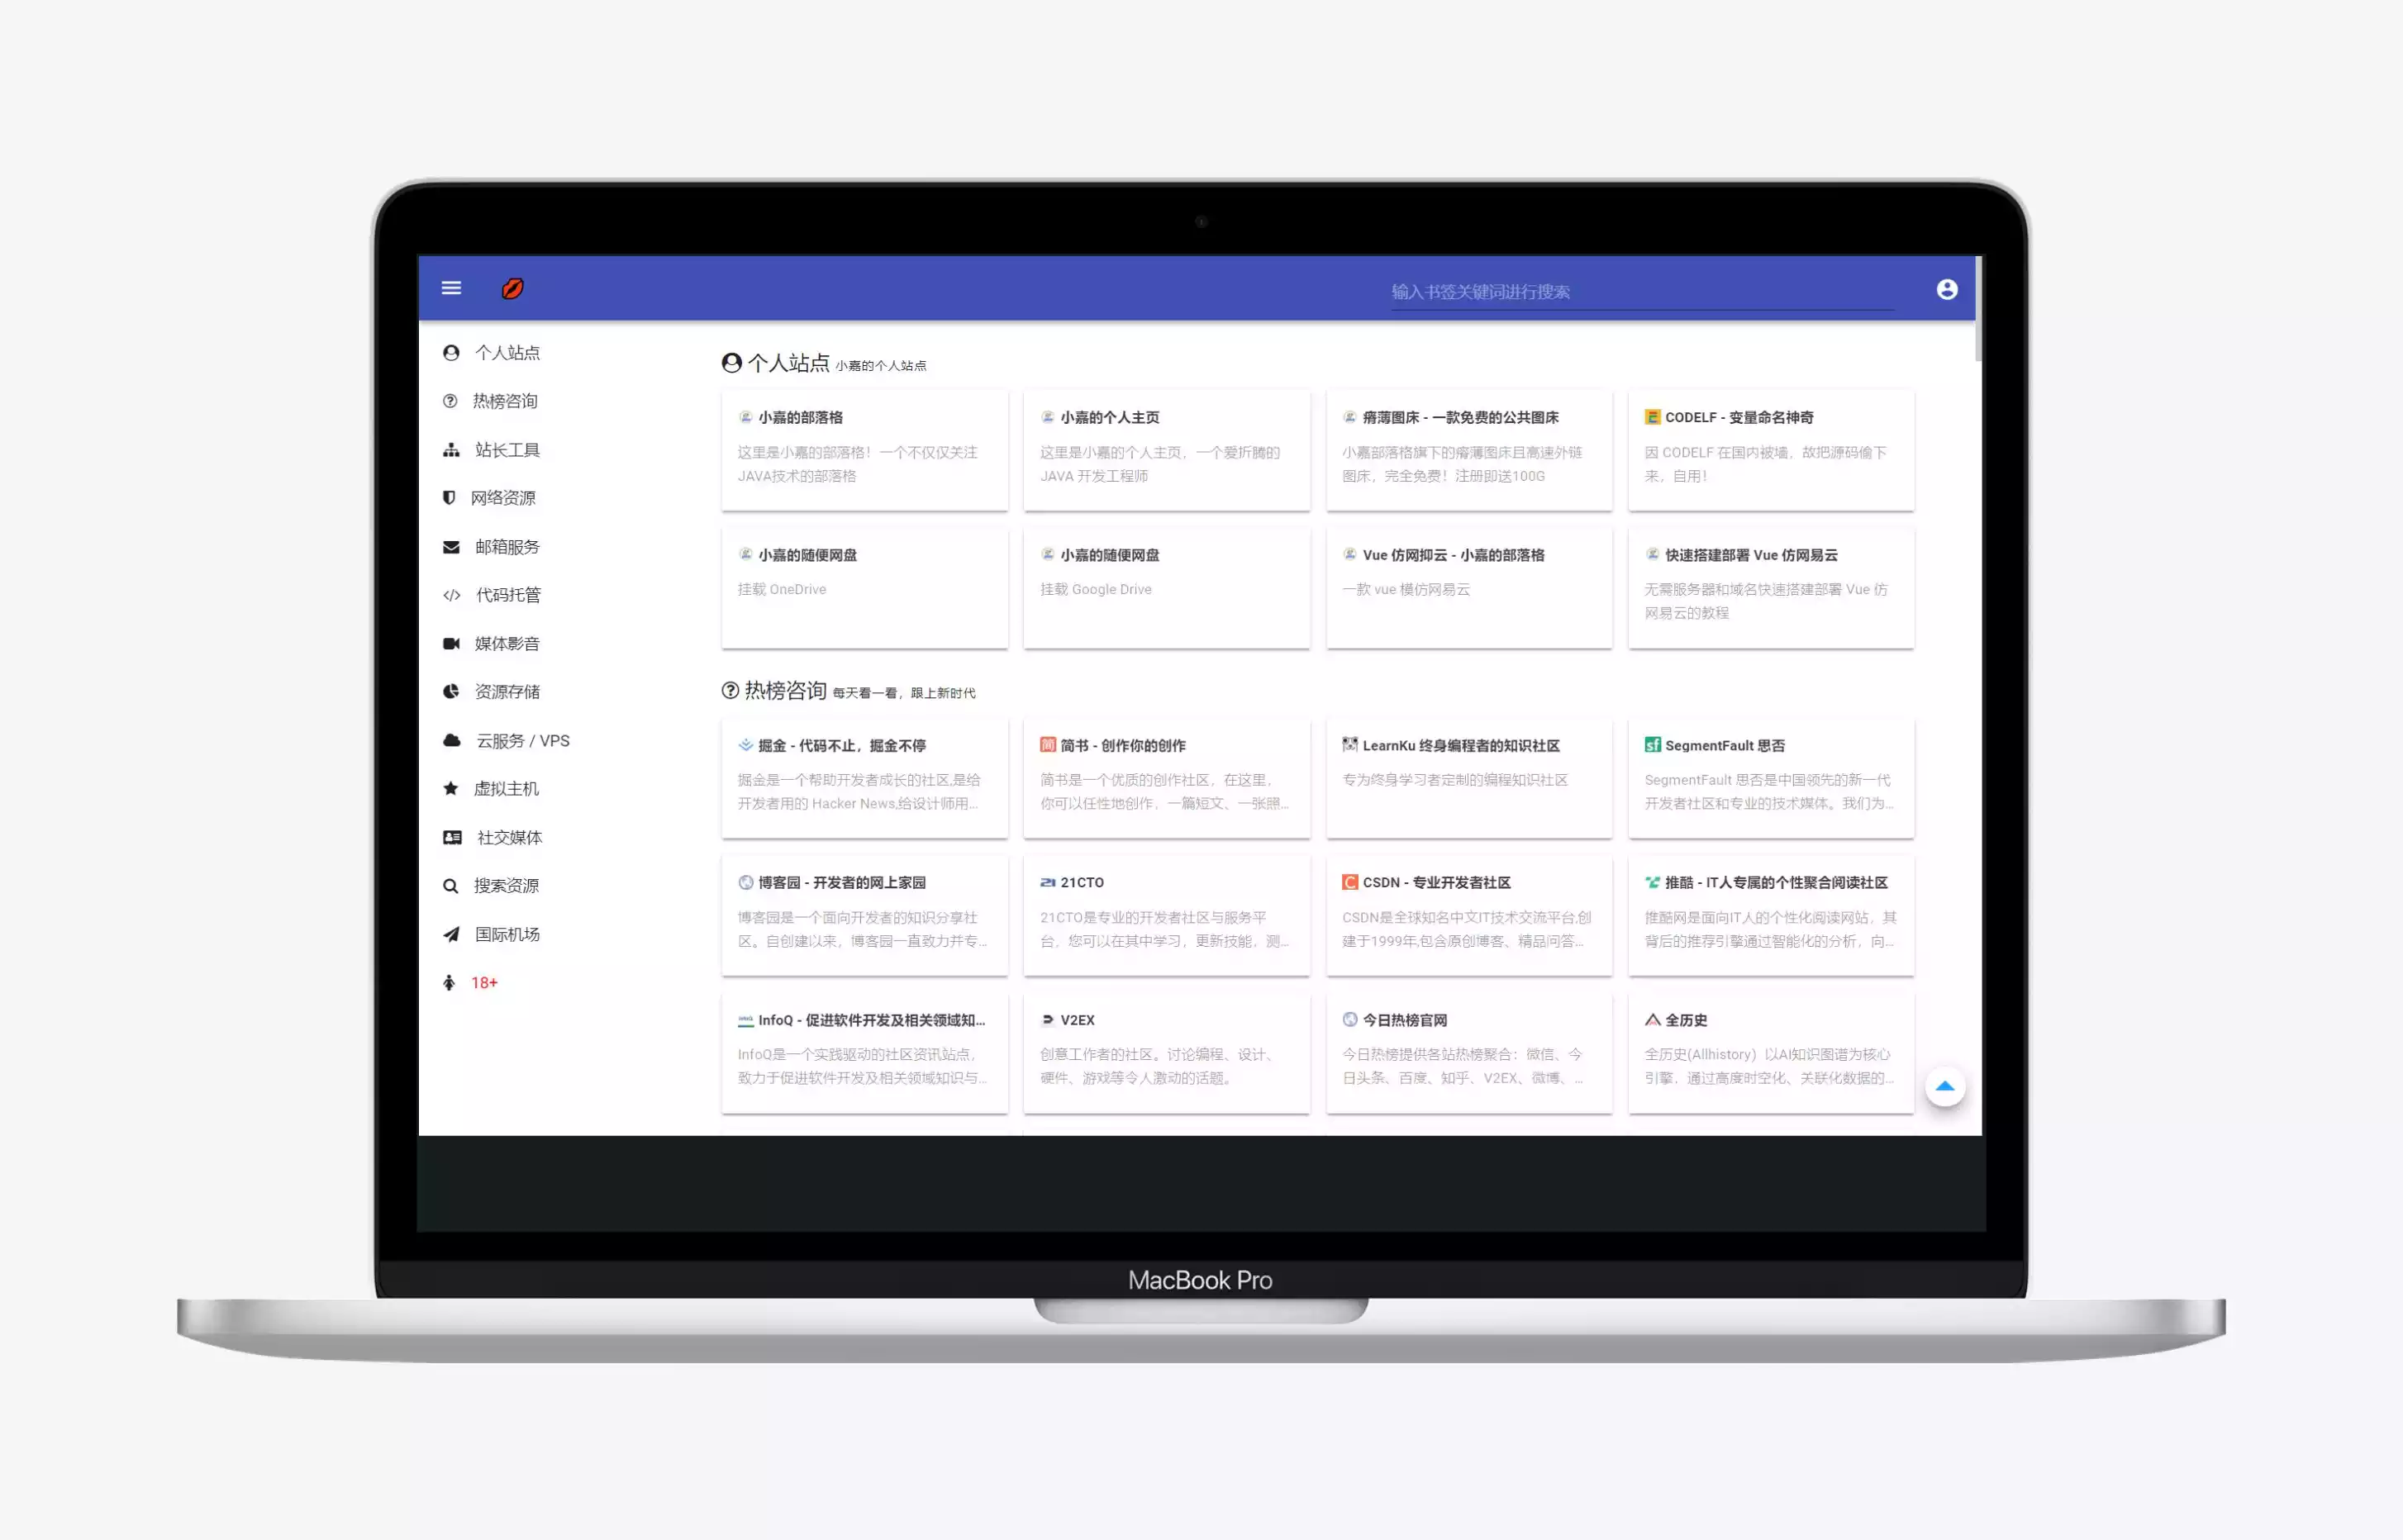 输入书签关键词进行搜索
个人站点
热榜咨询
站长工具
网络资源
邮箱服务
代码托管
媒体影音
资源存储
云服务 / VPS
虚拟主机
社交媒体
搜索资源
国际机场
18+
个人站点 小嘉的个人站点
小嘉的部落格
这里是小嘉的部落格！一个不仅仅关注
JAVA技术的部落格
小嘉的个人主页
这里是小嘉的个人主页，一个爱折腾的
JAVA 开发工程师
瘠薄图床 - 一款免费的公共图床
小嘉部落格旗下的瘠薄图床且高速外链
图床，完全免费！注册即送100G
CODELF - 变量命名神奇
因 CODELF 在国内被墙，故把源码偷下
来，自用！
小嘉的随便网盘
挂载 OneDrive
小嘉的随便网盘
挂载 Google Drive
Vue 仿网抑云 - 小嘉的部落格
一款 vue 模仿网易云
快速搭建部署 Vue 仿网易云
无需服务器和域名快速搭建部署 Vue 仿
网易云的教程
热榜咨询 每天看一看，跟上新时代
掘金 - 代码不止，掘金不停
掘金是一个帮助开发者成长的社区,是给
开发者用的 Hacker News,给设计师用...
简 简书 - 创作你的创作
简书是一个优质的创作社区，在这里，
你可以任性地创作，一篇短文、一张照...
LearnKu 终身编程者的知识社区
专为终身学习者定制的编程知识社区
sf SegmentFault 思否
SegmentFault 思否是中国领先的新一代
开发者社区和专业的技术媒体。我们为...
博客园 - 开发者的网上家园
博客园是一个面向开发者的知识分享社
区。自创建以来，博客园一直致力并专...
21 21CTO
21CTO是专业的开发者社区与服务平
台，您可以在其中学习，更新技能，测...
C CSDN - 专业开发者社区
CSDN是全球知名中文IT技术交流平台,创
建于1999年,包含原创博客、精品问答...
推酷 - IT人专属的个性聚合阅读社区
推酷网是面向IT人的个性化阅读网站，其
背后的推荐引擎通过智能化的分析，向...
InfoQ - 促进软件开发及相关领域知...
InfoQ是一个实践驱动的社区资讯站点，
致力于促进软件开发及相关领域知识与...
V2EX
创意工作者的社区。讨论编程、设计、
硬件、游戏等令人激动的话题。
今日热榜官网
今日热榜提供各站热榜聚合：微信、今
日头条、百度、知乎、V2EX、微博、...
全历史
全历史(Allhistory）以AI知识图谱为核心
引擎，通过高度时空化、关联化数据的...
MacBook Pro